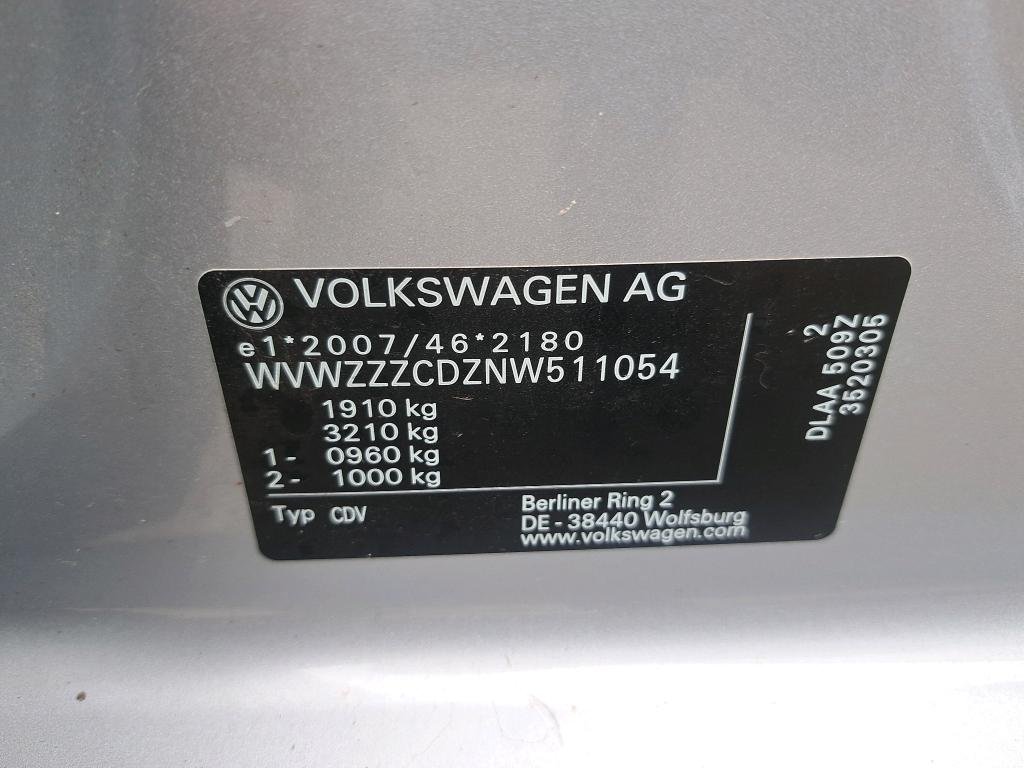 VOLKSWAGEN AG
e1*2007/46*2180
WVWZZZCDZNW511054
1910 kg
3210 kg
1- 0960 kg
2- 1000 kg
Typ CDV
Berliner Ring 2
DE - 38440 Wolfsburg
www.volkswagen.com
2
DLAA 509Z
3520305